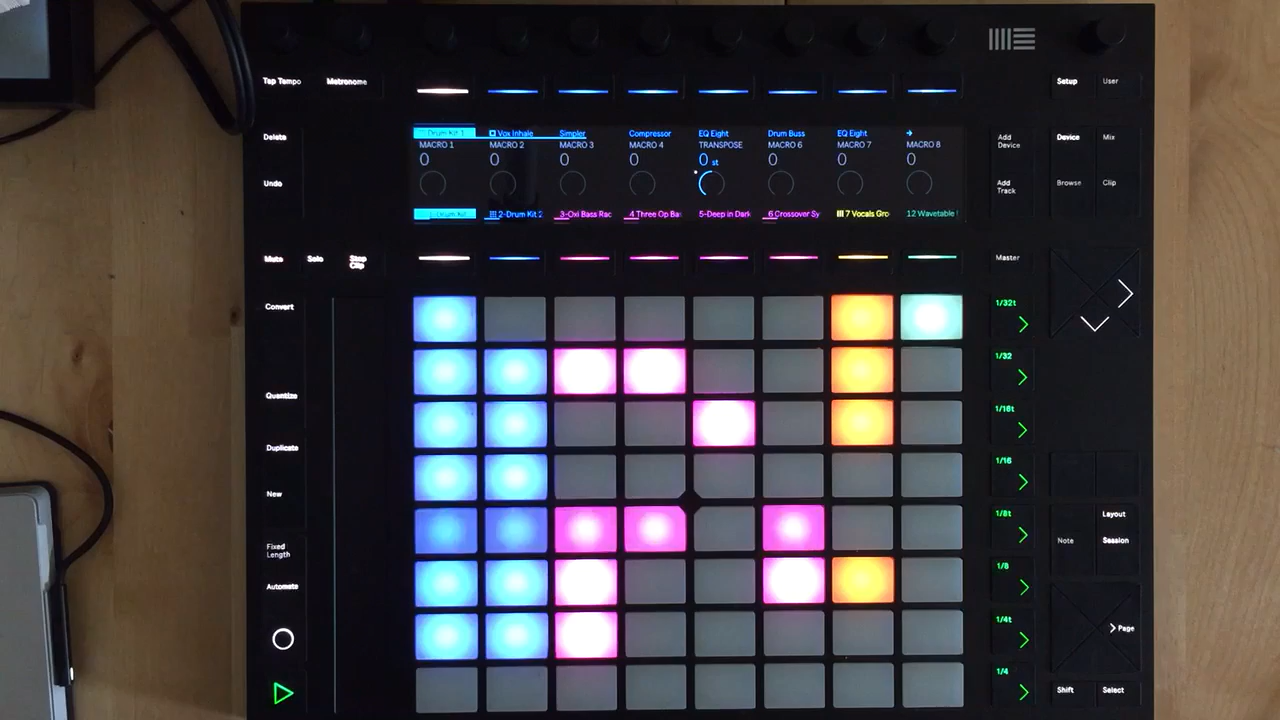 Tap Tempo Metronome Setup User
Delete Drum Kit 1 Vox Inhale Simpler Compressor EQ Eight Drum Buss EQ Eight Add Device Device Mix
MACRO 1 MACRO 2 MACRO 3 MACRO 4 TRANSPOSE MACRO 6 MACRO 7 MACRO 8
0 0 0 0 0 st 0 0 0
Undo Add Track Browse Clip
1-Drum Kit 2-Drum Kit 2 3-Oxi Bass Rac 4 Three Op Ba 5-Deep in Dark 6 Crossover Sy 7 Vocals Gro 12 Wavetable
Mute Solo Stop Clip Master
Convert 1/32t
1/32
Quantize 1/16t
Duplicate 1/16
New
1/8t Layout
Fixed Length Note Session
Automate 1/8
1/4t Page
1/4 Shift Select